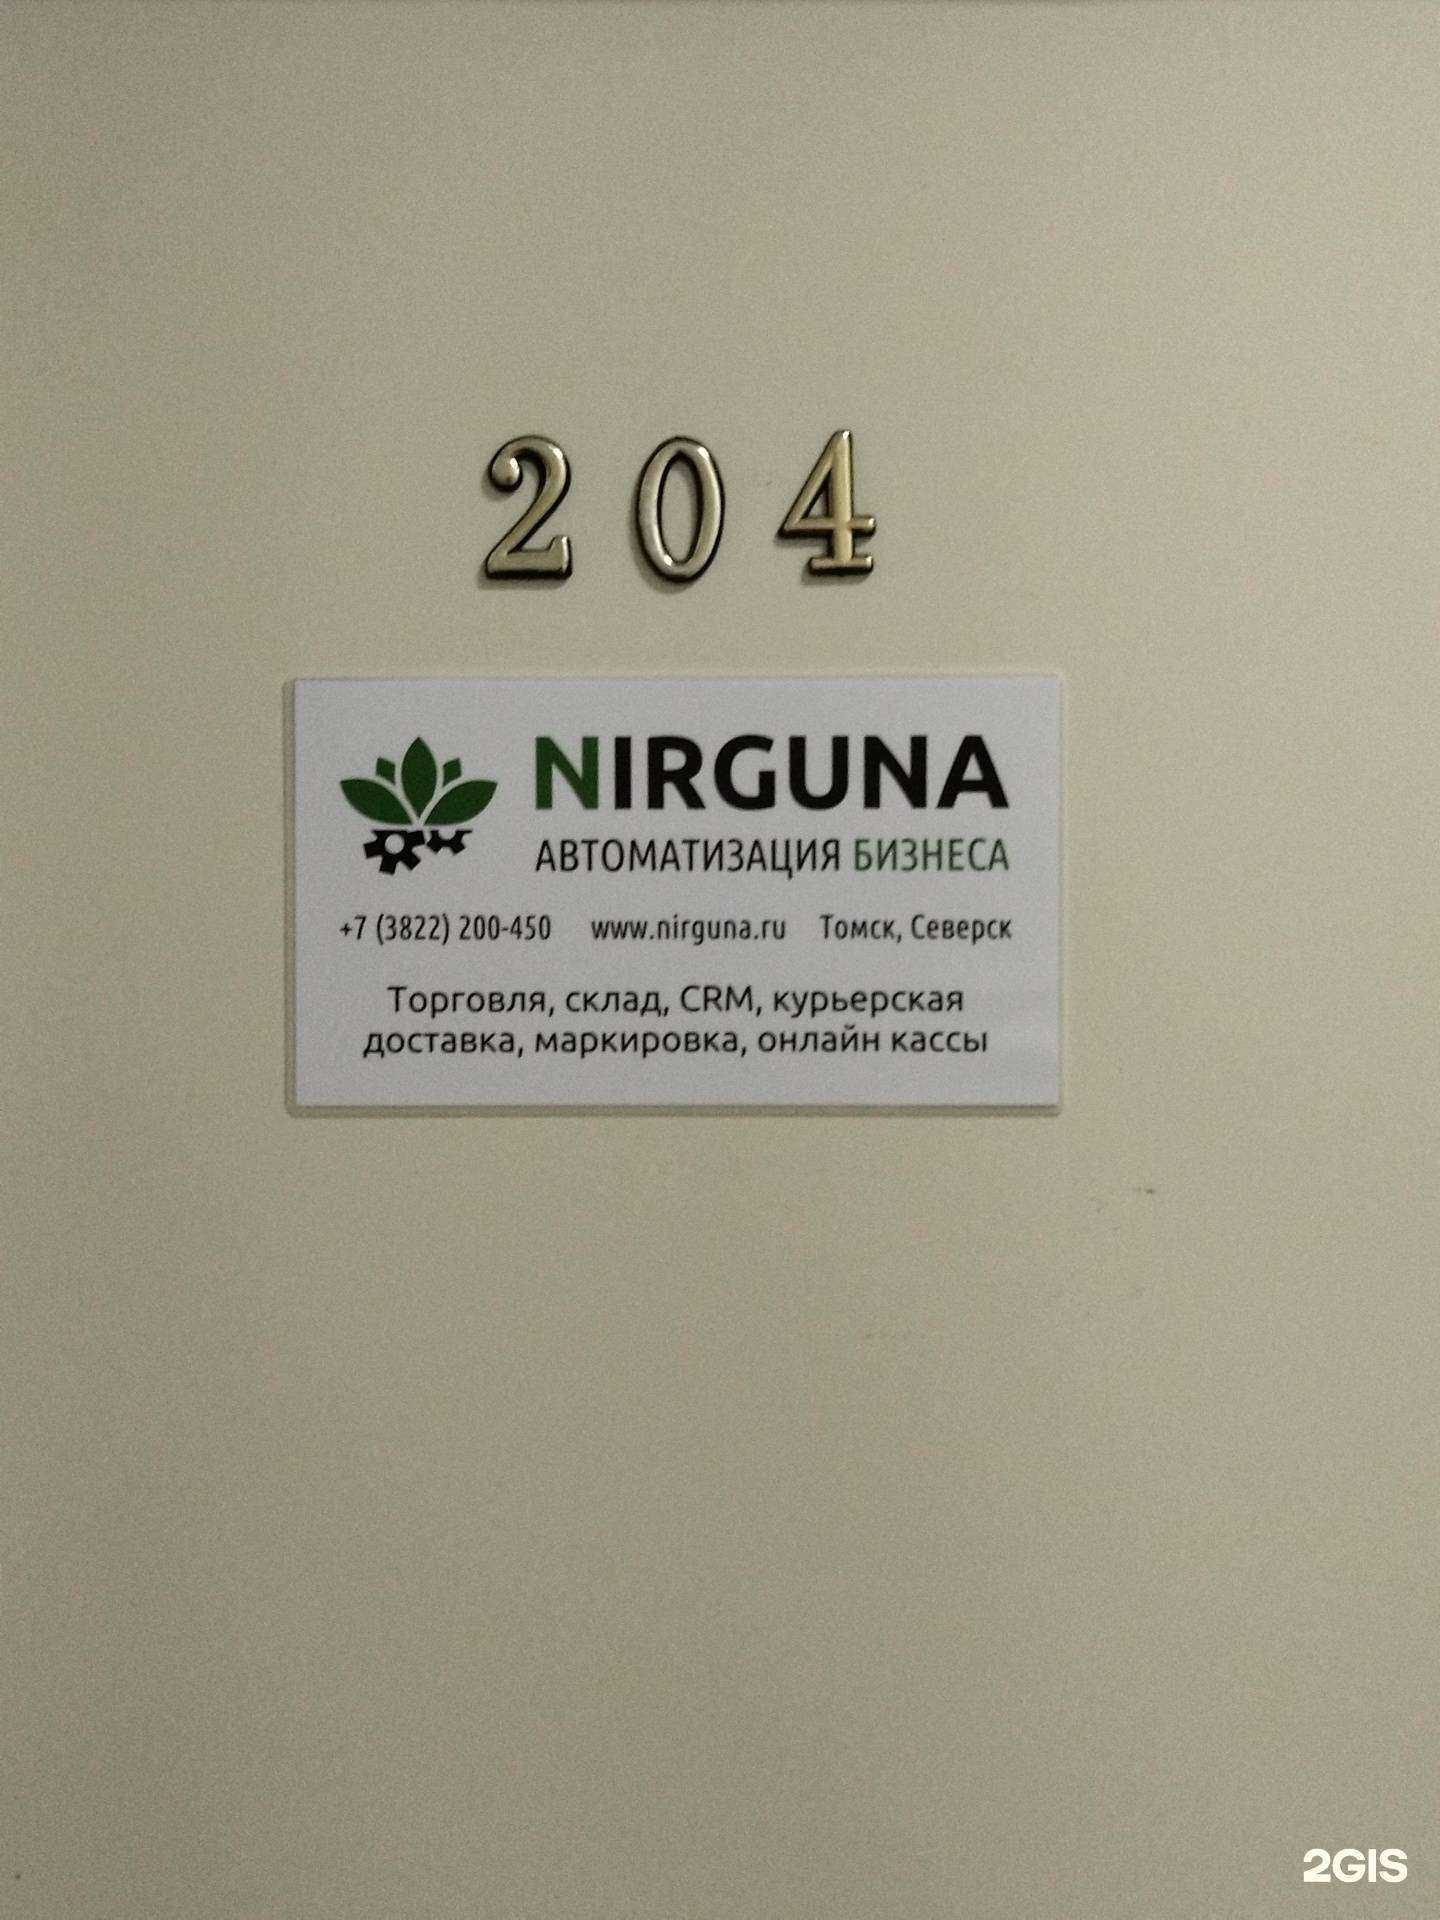 204
NIRGUNA
АВТОМАТИЗАЦИЯ БИЗНЕСА
+7 (3822) 200-450 www.nirguna.ru Томск, Северск
Торговля, склад, CRM, курьерская
доставка, маркировка, онлайн кассы
2GIS